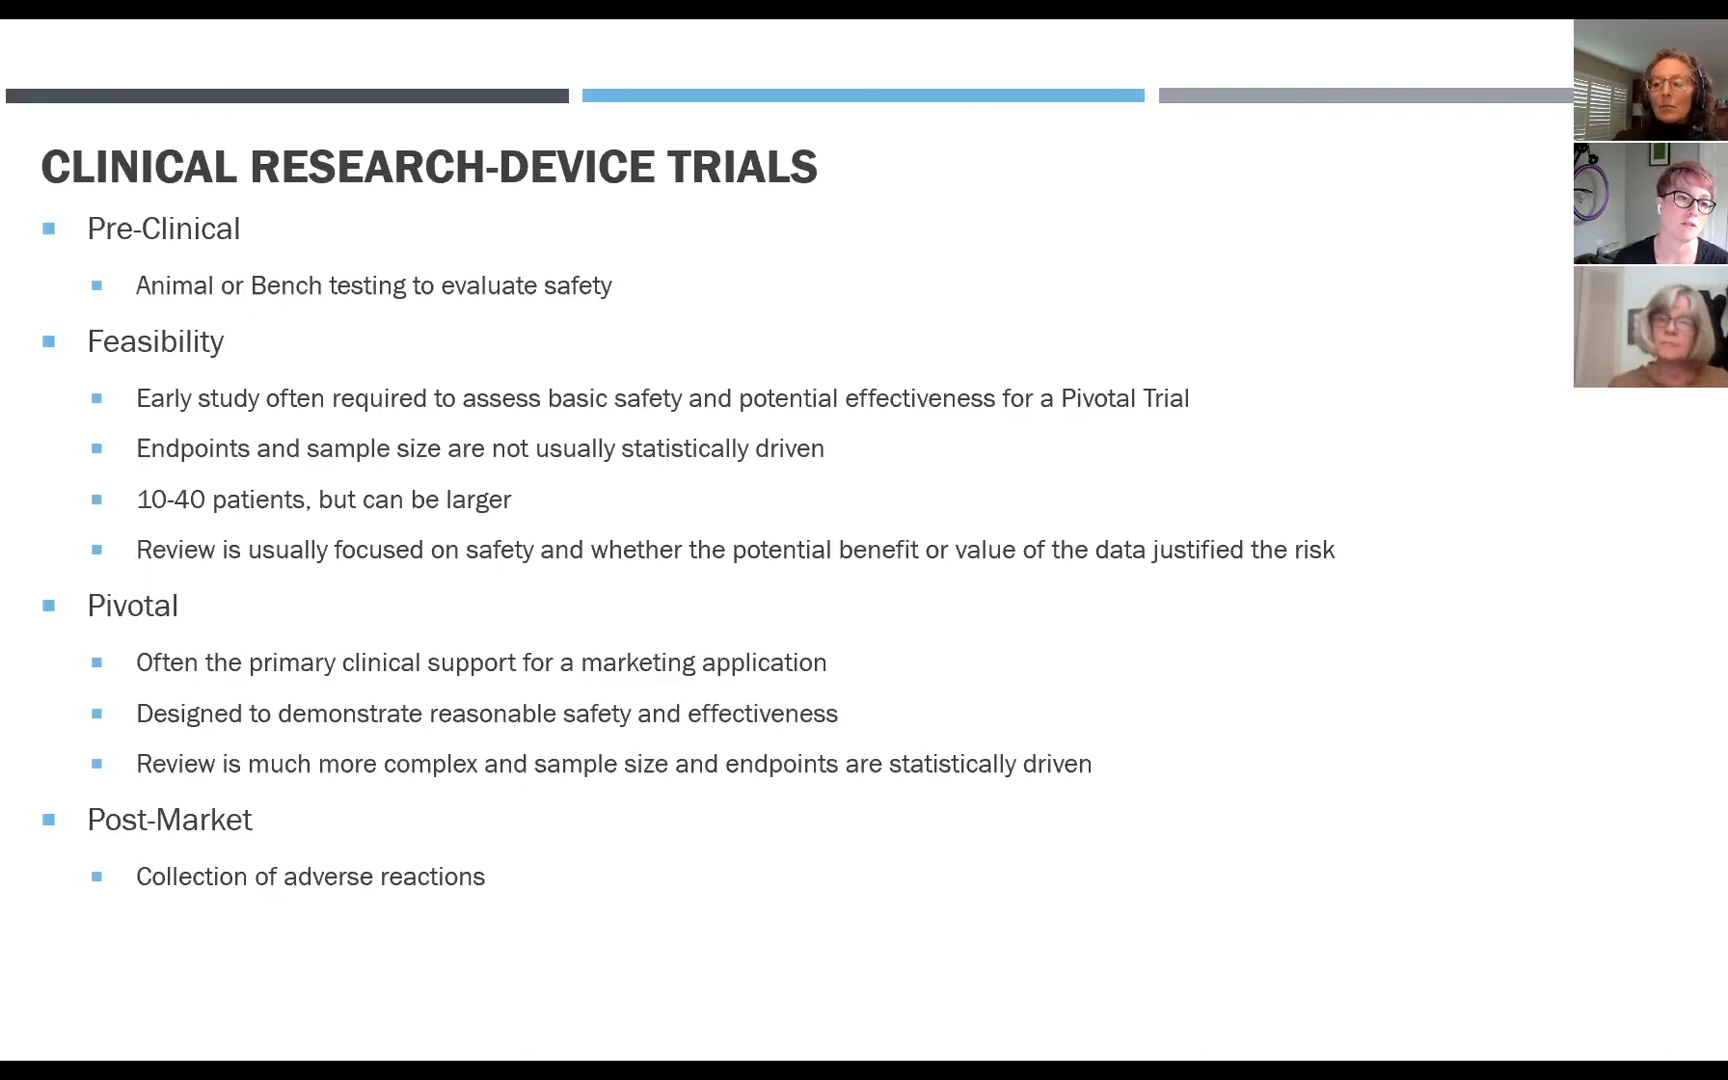 CLINICAL RESEARCH-DEVICE TRIALS
Pre-Clinical
Animal or Bench testing to evaluate safety
Feasibility
Early study often required to assess basic safety and potential effectiveness for a Pivotal Trial
Endpoints and sample size are not usually statistically driven
10-40 patients, but can be larger
Review is usually focused on safety and whether the potential benefit or value of the data justified the risk
Pivotal
Often the primary clinical support for a marketing application
Designed to demonstrate reasonable safety and effectiveness
Review is much more complex and sample size and endpoints are statistically driven
Post-Market
Collection of adverse reactions